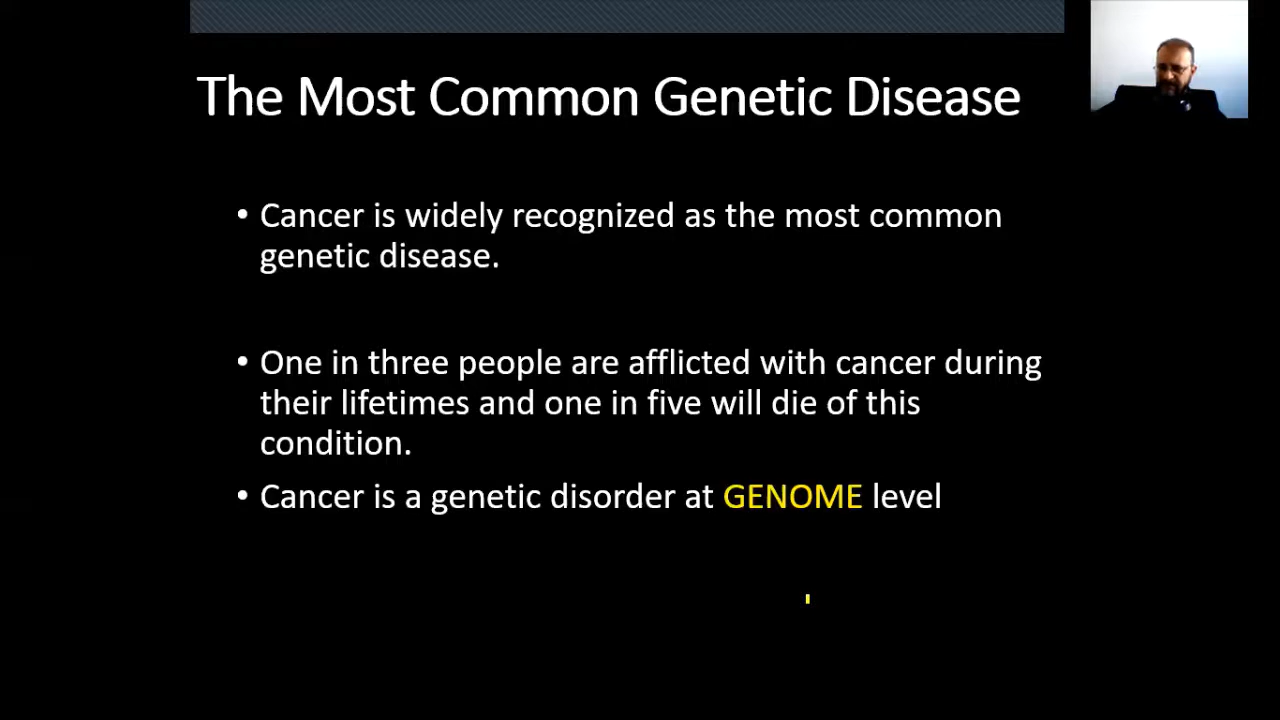 The Most Common Genetic Disease
• Cancer is widely recognized as the most common
genetic disease.
• One in three people are afflicted with cancer during
their lifetimes and one in five will die of this
condition.
• Cancer is a genetic disorder at GENOME level